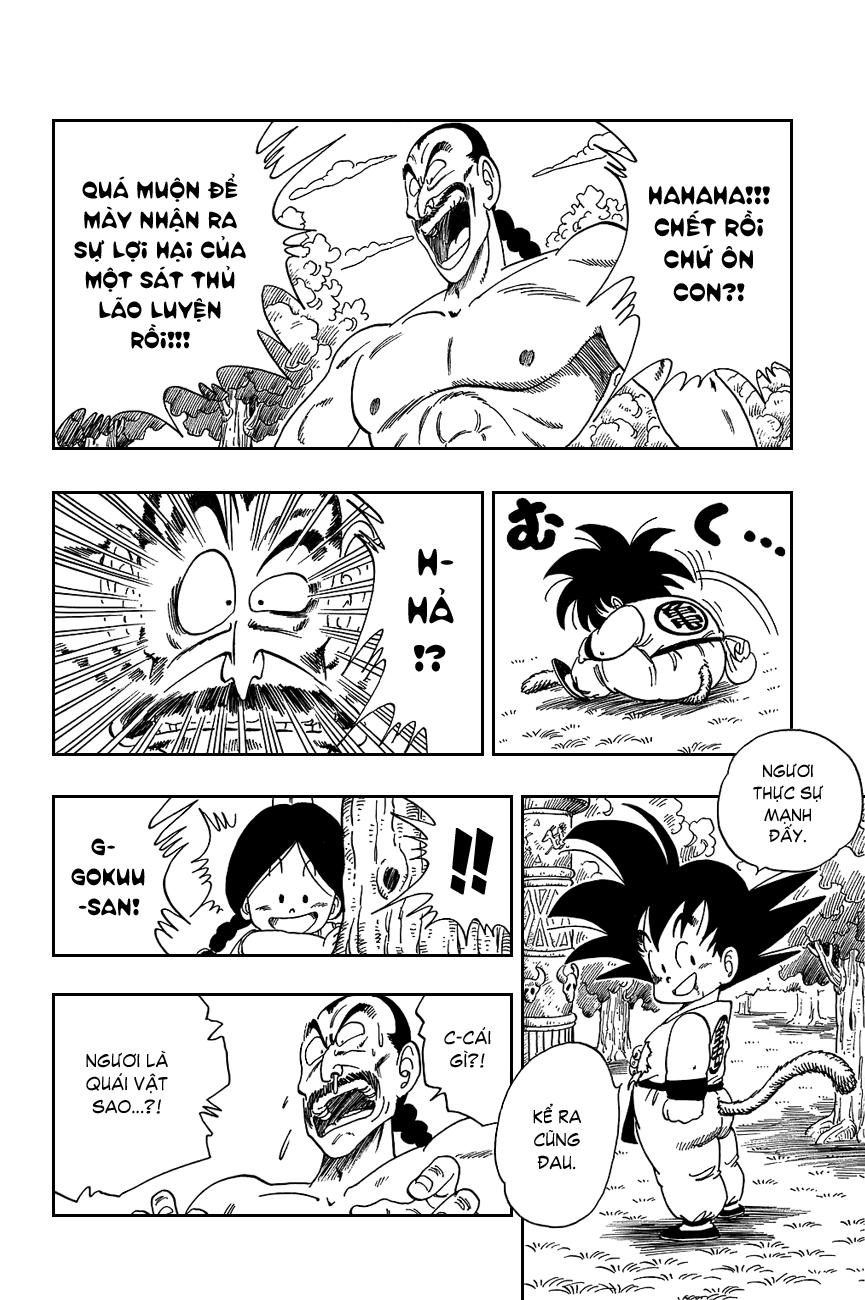 HAHAHA!!!
CHẾT RỒI
CHỨ ÔN
CON?!
QUÁ MUỘN ĐỂ
MÀY NHẬN RA
SỰ LỢI HẠI CỦA
MỘT SÁT THỦ
LÃO LUYỆN
RỒI!!!
むく...
H-
HẢ
!?
NGƯƠI
THỰC SỰ
MẠNH
ĐẤY.
KỂ RA
CŨNG
ĐAU.
!!
G-
GOKUU
-SAN!
C-CÁI
GÌ?!
NGƯƠI LÀ
QUÁI VẬT
SAO...?!